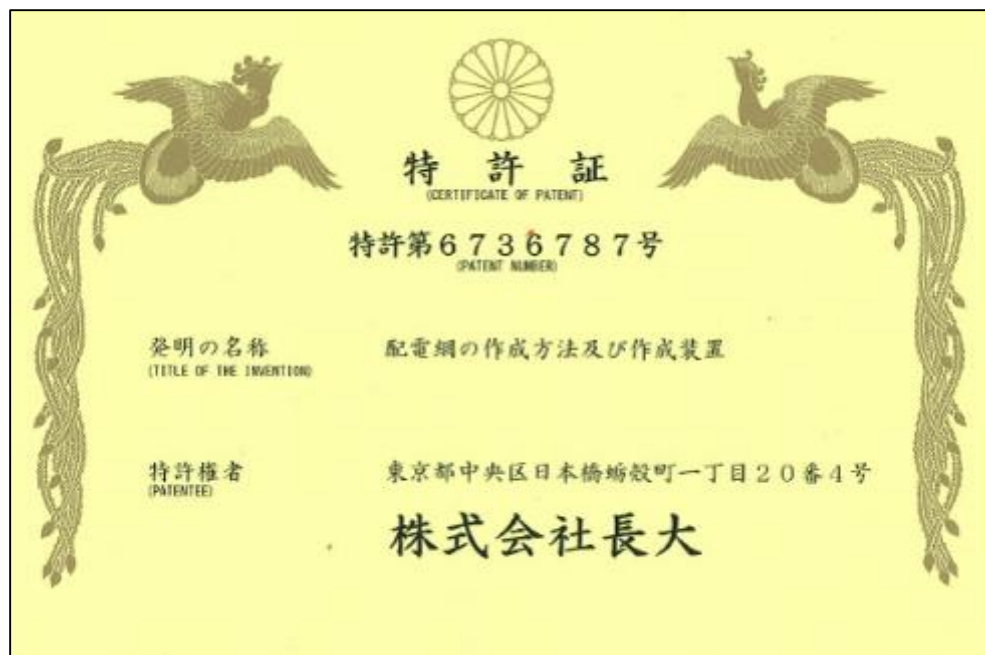 特許証
(CERTIFICATE OF PATENT)
特許第6736787号
(PATENT NUMBER)
発明の名称
(TITLE OF THE INVENTION)
配電網の作成方法及び作成装置
特許権者
(PATENTEE)
東京都中央区日本橋蛎殻町一丁目20番4号
株式会社長大